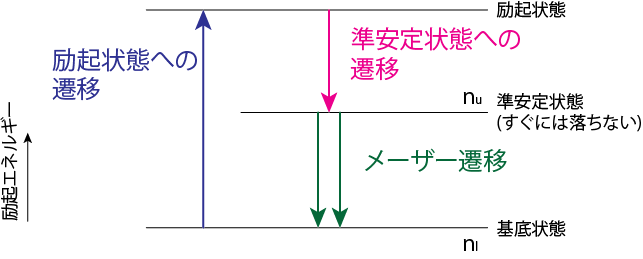 励起状態
励起状態への
遷移
準安定状態への
遷移
nu
準安定状態
(すぐには落ちない)
励起エネルギー
メーザー遷移
基底状態
nl